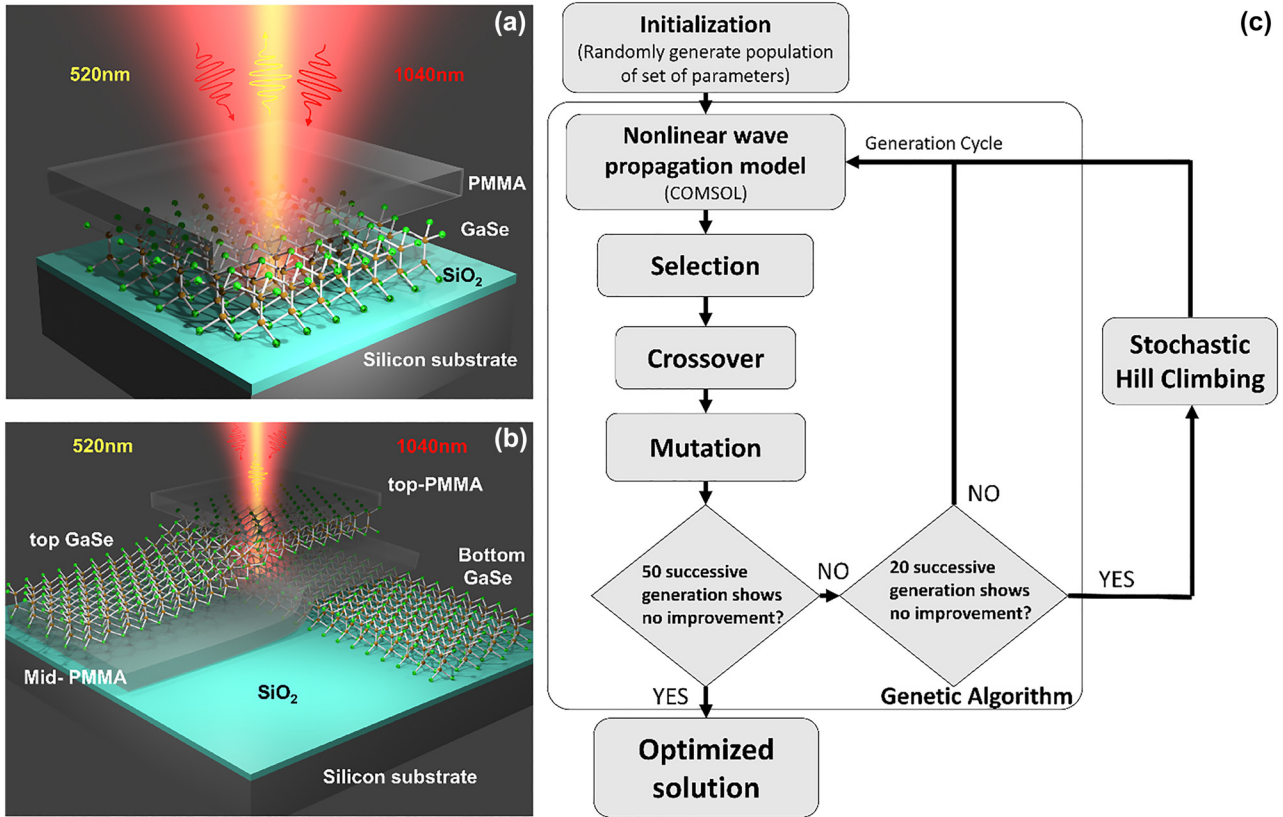 (a)
520nm
1040nm
PMMA
GaSe
SiO2
Silicon substrate
(b)
520nm
1040nm
top-PMMA
top GaSe
Bottom
GaSe
Mid- PMMA
SiO2
Silicon substrate
(c)
Initialization
(Randomly generate population
of set of parameters)
Nonlinear wave
propagation model
(COMSOL)
Generation Cycle
Selection
Crossover
Mutation
Stochastic
Hill Climbing
50 successive
generation shows
no improvement?
NO
20 successive
generation shows
no improvement?
NO
YES
YES
Genetic Algorithm
Optimized
solution